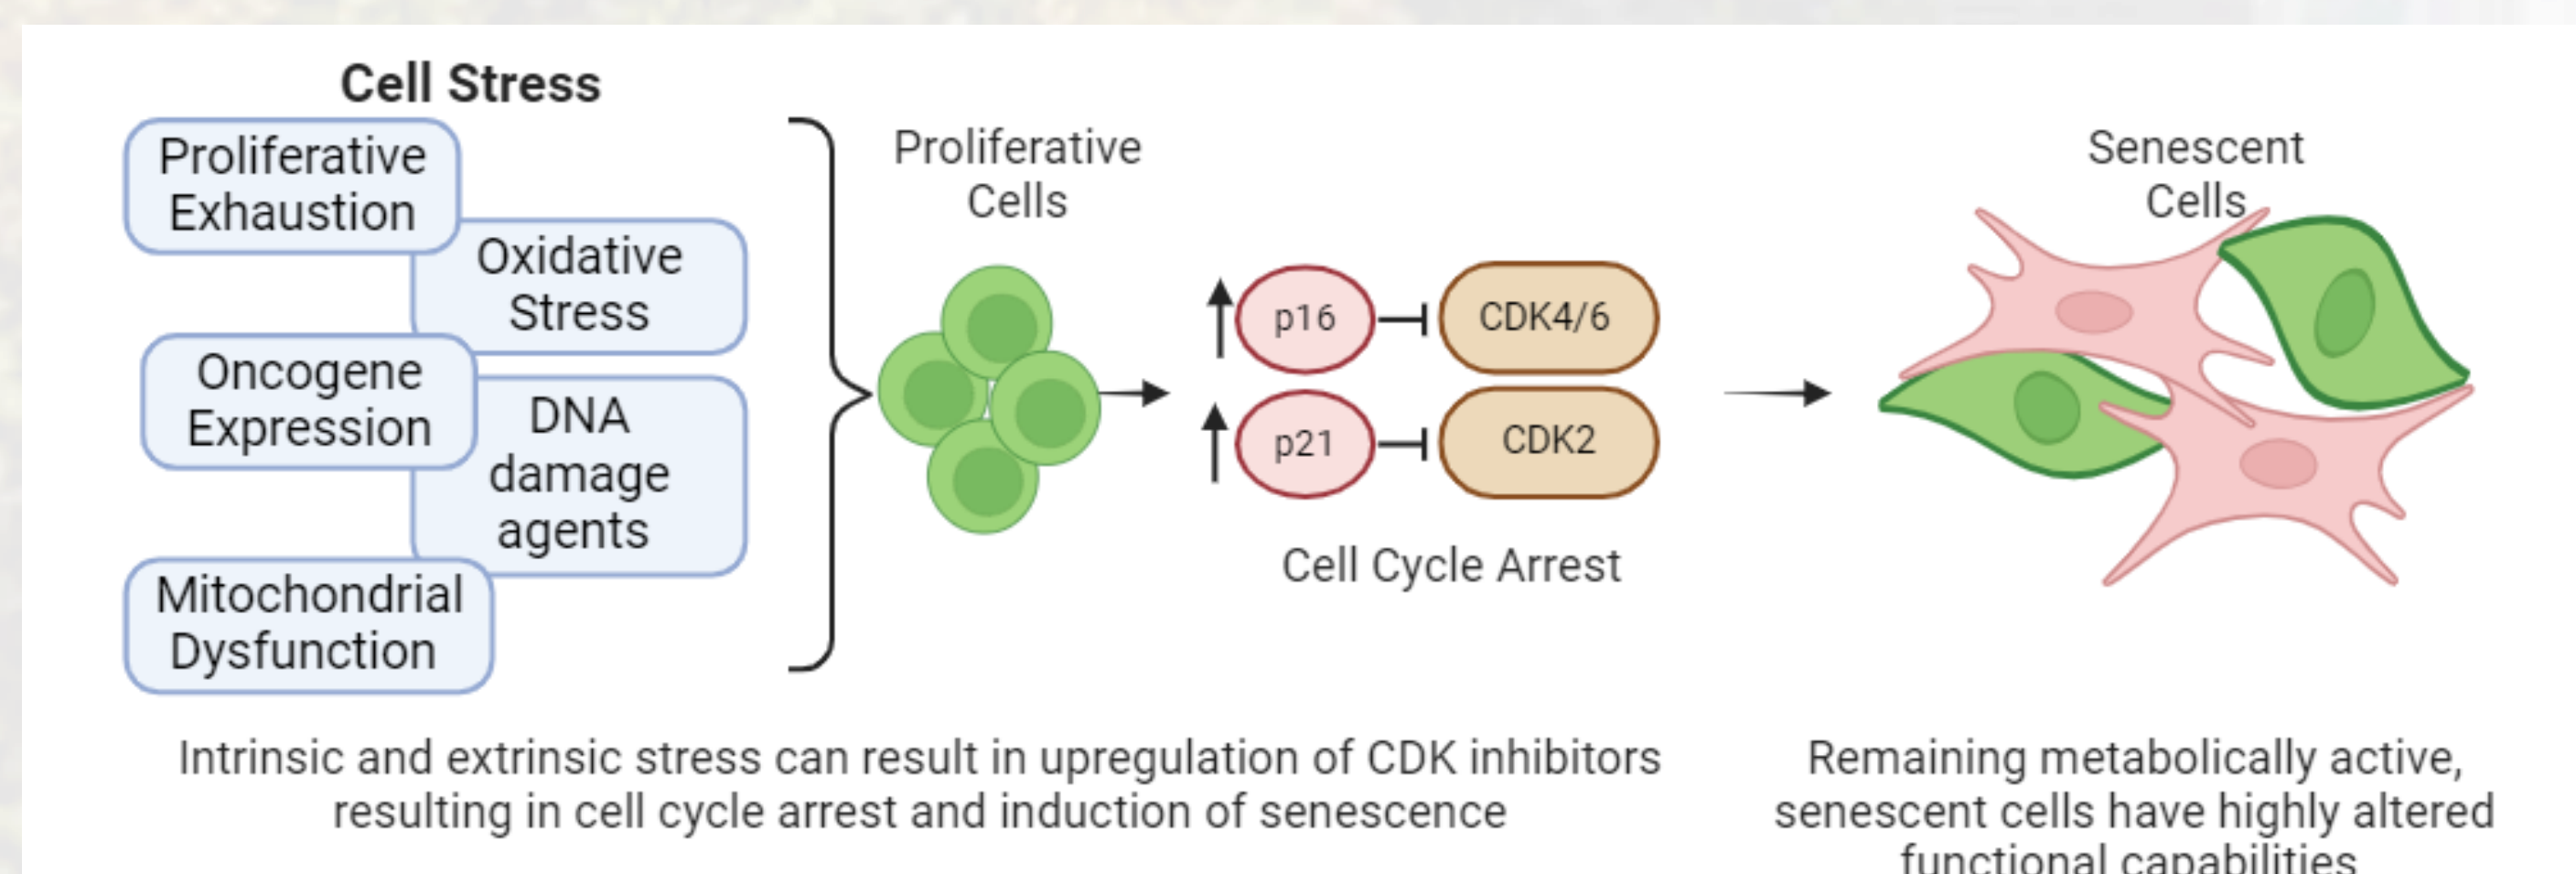 Cell Stress
Proliferative
Exhaustion
Oxidative
Stress
Oncogene
Expression
DNA
damage
agents
Mitochondrial
Dysfunction
Proliferative
Cells
p16
CDK4/6
p21
CDK2
Cell Cycle Arrest
Senescent
Cells
Intrinsic and extrinsic stress can result in upregulation of CDK inhibitors
resulting in cell cycle arrest and induction of senescence
Remaining metabolically active,
senescent cells have highly altered
functional capabilities